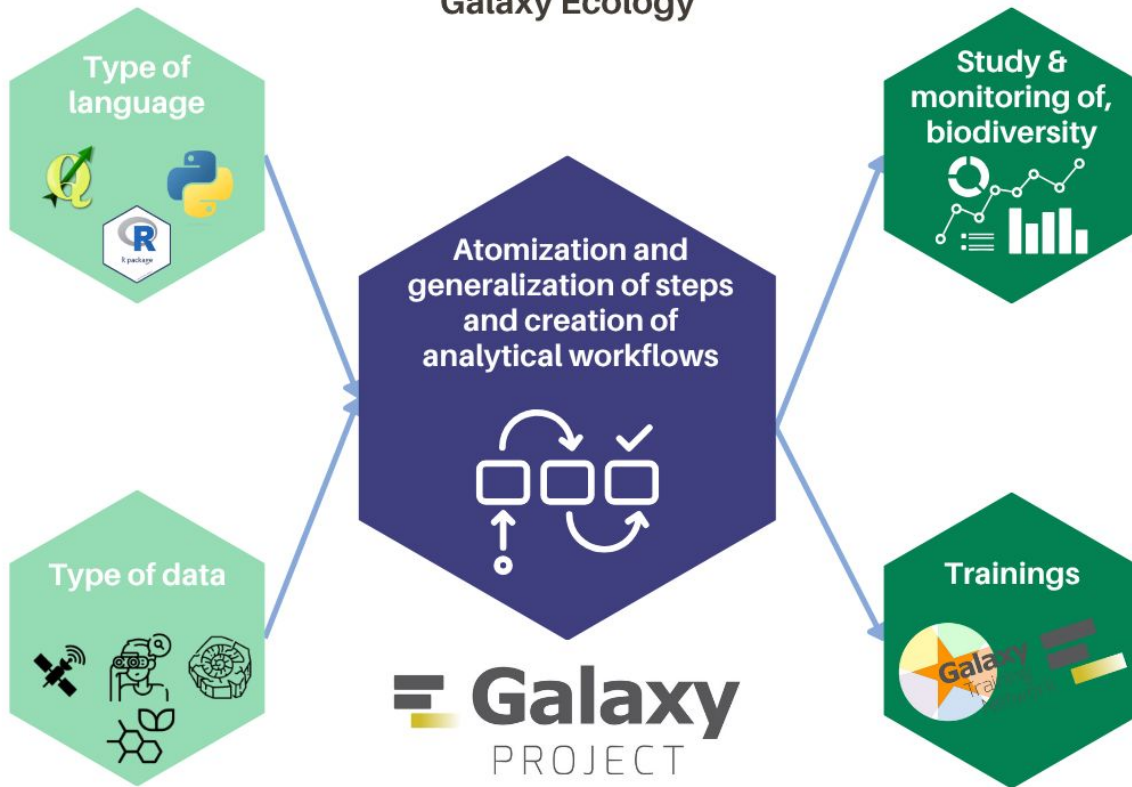 Galaxy Ecology
Type of
language
R
R package
Study &
monitoring of,
biodiversity
Atomization and
generalization of steps
and creation of
analytical workflows
Type of data
Trainings
Galaxy
Training
Galaxy
PROJECT